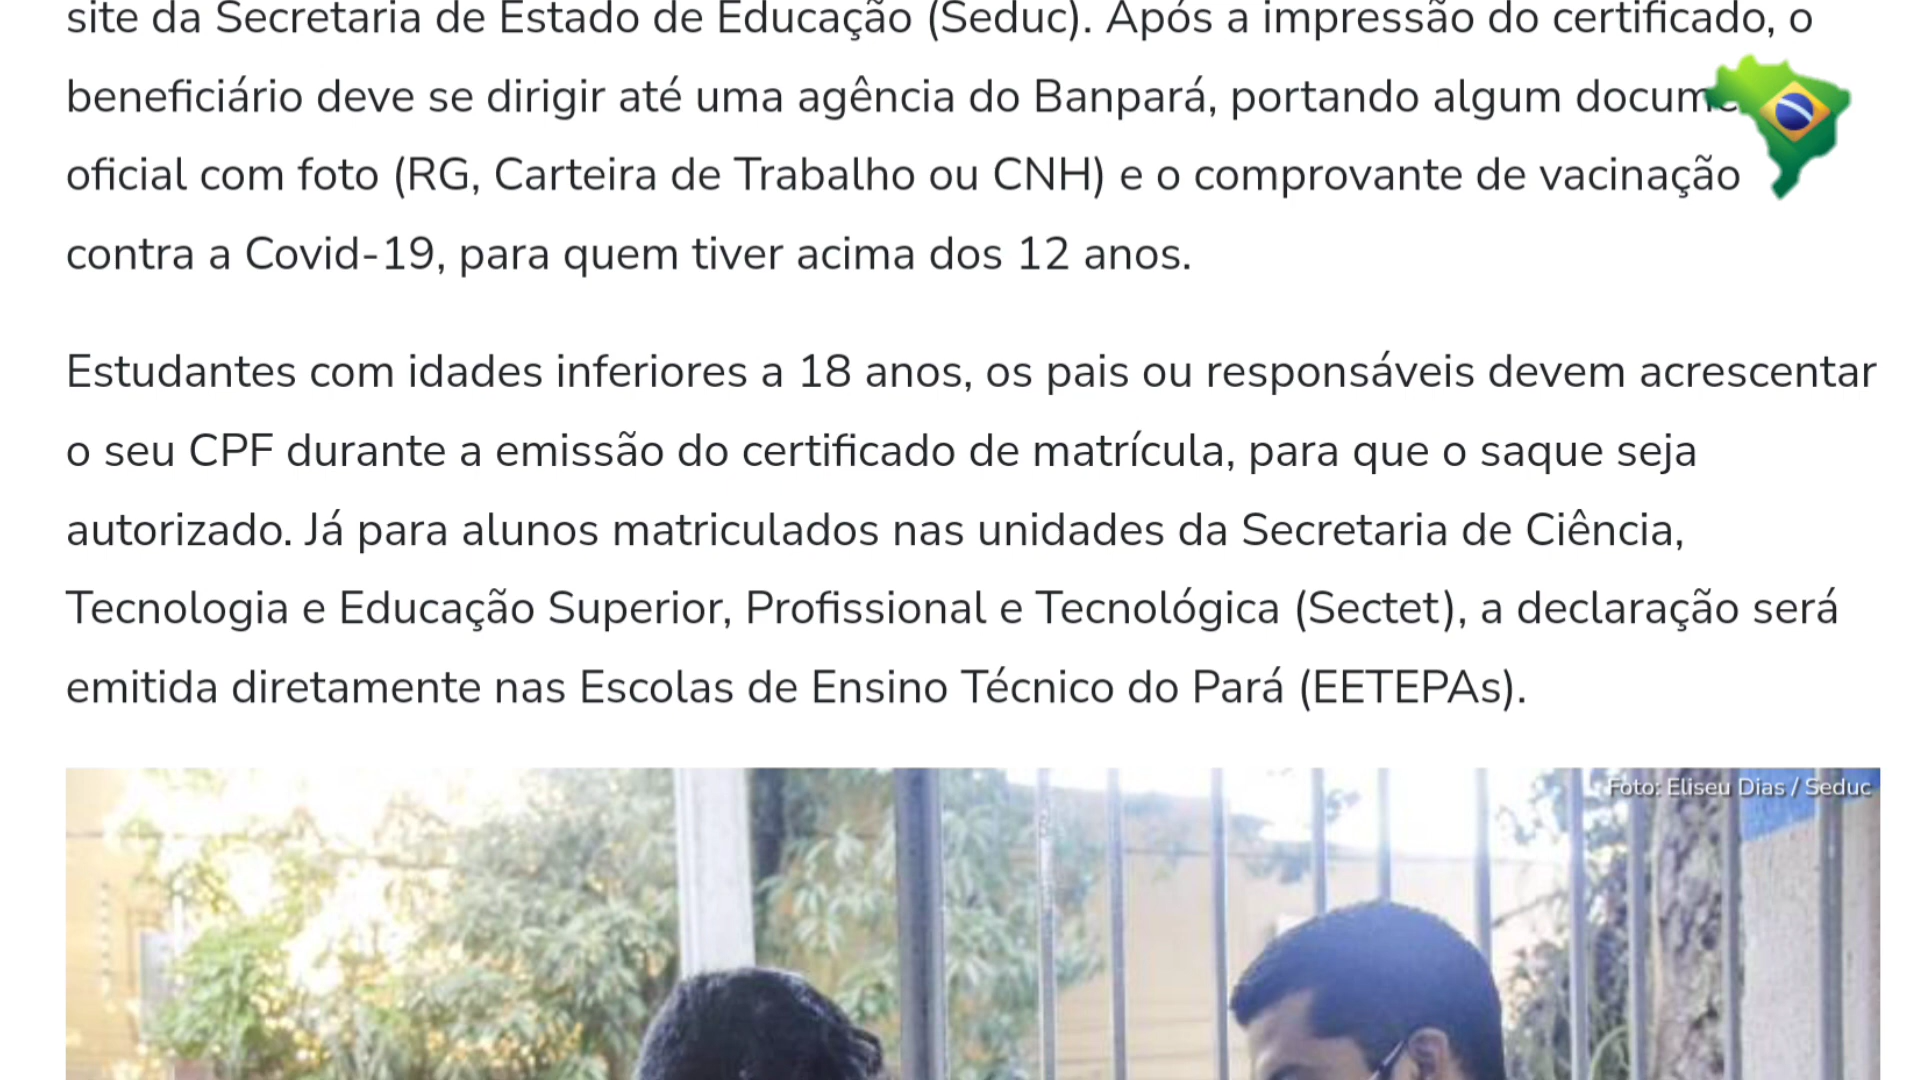 site da Secretaria de Estado de Educação (Seduc). Após a impressão do certificado, o
beneficiário deve se dirigir até uma agência do Banpará, portando algum
oficial com foto (RG, Carteira de Trabalho ou CNH) e o comprovante de vacinação
contra a Covid-19, para quem tiver acima dos 12 anos.
Estudantes com idades inferiores a 18 anos, os pais ou responsáveis devem acrescentar
o seu CPF durante a emissão do certificado de matrícula, para que o saque seja
autorizado. Já para alunos matriculados nas unidades da Secretaria de Ciência,
Tecnologia e Educação Superior, Profissional e Tecnológica (Sectet), a declaração será
emitida diretamente nas Escolas de Ensino Técnico do Pará (EETEPAs).
Foto: Eliseu Dias / Seduc